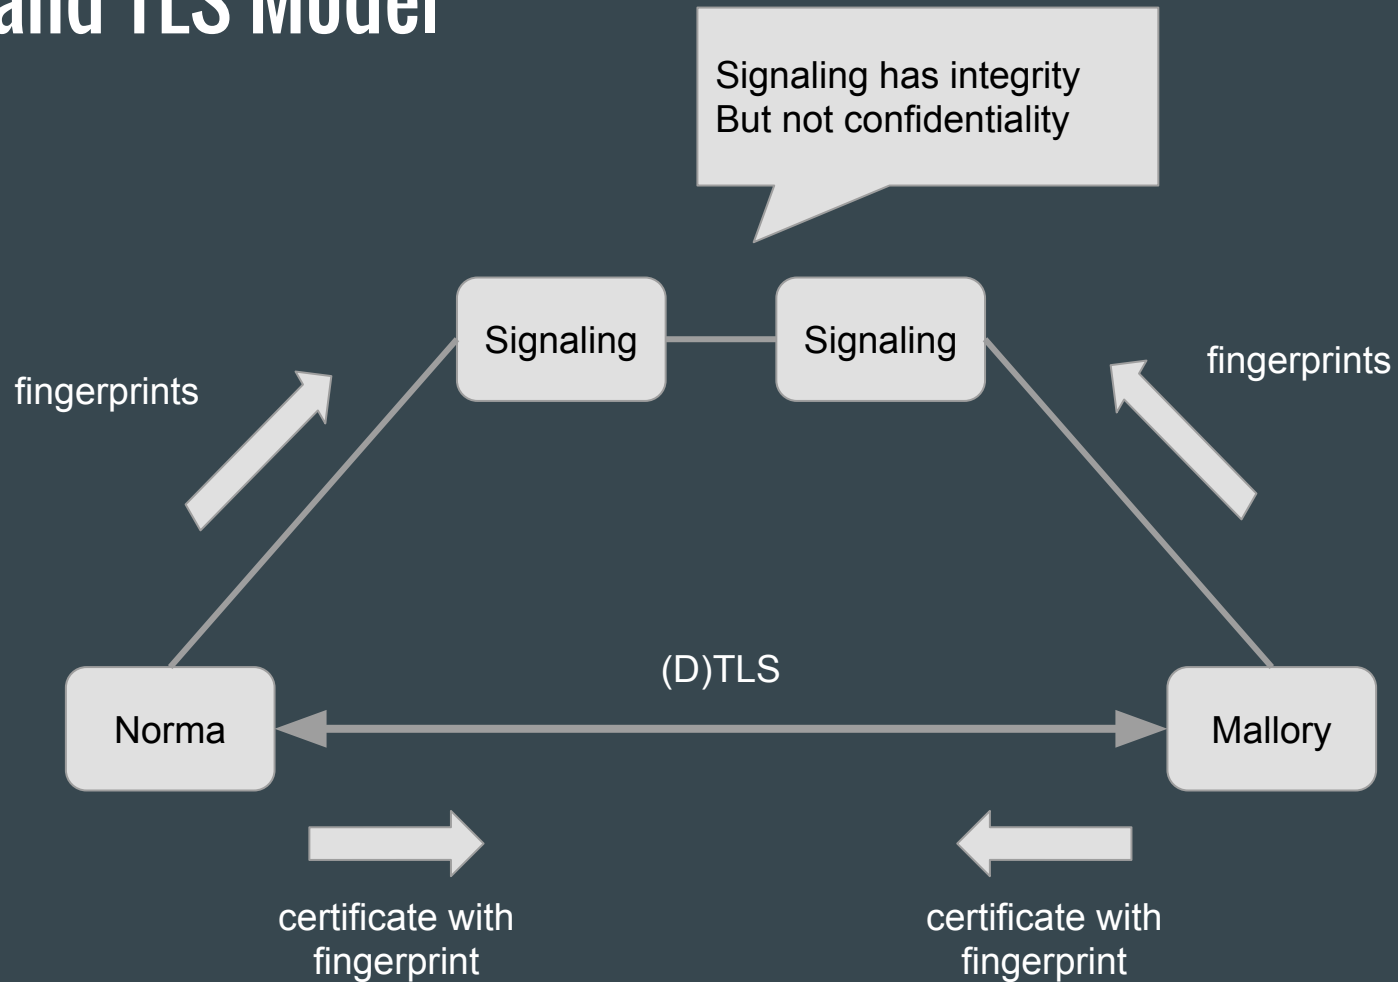 and TLS Model
Signaling has integrity
But not confidentiality
Signaling
Signaling
fingerprints
fingerprints
(D)TLS
Norma
Mallory
certificate with
fingerprint
certificate with
fingerprint